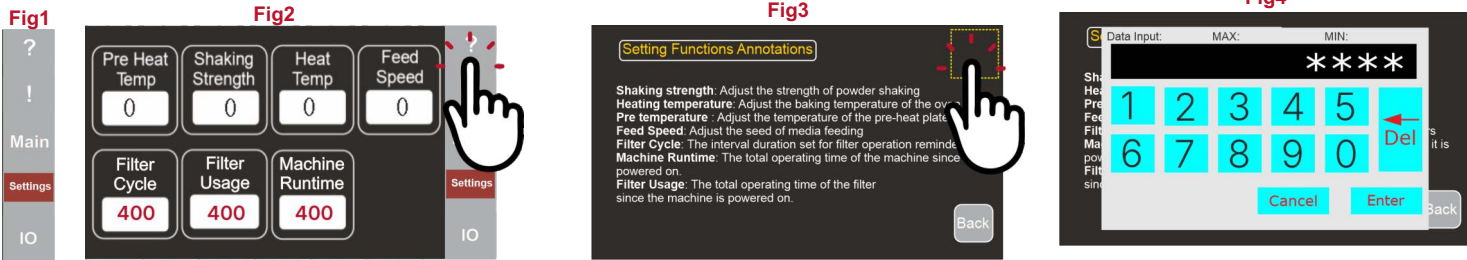 Fig1
?
!
Main
Settings
IO
Fig2
Pre Heat
Temp
0
Shaking
Strength
0
Heat
Temp
0
Feed
Speed
0
Filter
Cycle
400
Filter
Usage
400
Machine
Runtime
400
?
Settings
IO
Fig3
Setting Functions Annotations
Shaking strength: Adjust the strength of powder shaking
Heating temperature: Adjust the baking temperature of the
Pre temperature : Adjust the temperature of the pre-heat plate
Feed Speed: Adjust the seed of media feeding
Filter Cycle: The interval duration set for filter operation
Machine Runtime: The total operating time of the machine since
powered on.
Filter Usage: The total operating time of the filter
since the machine is powered on.
Back
Data Input:
MAX:
MIN:
****
1 2 3 4 5
Del
6 7 8 9 0
Cancel
Enter
it is
Back